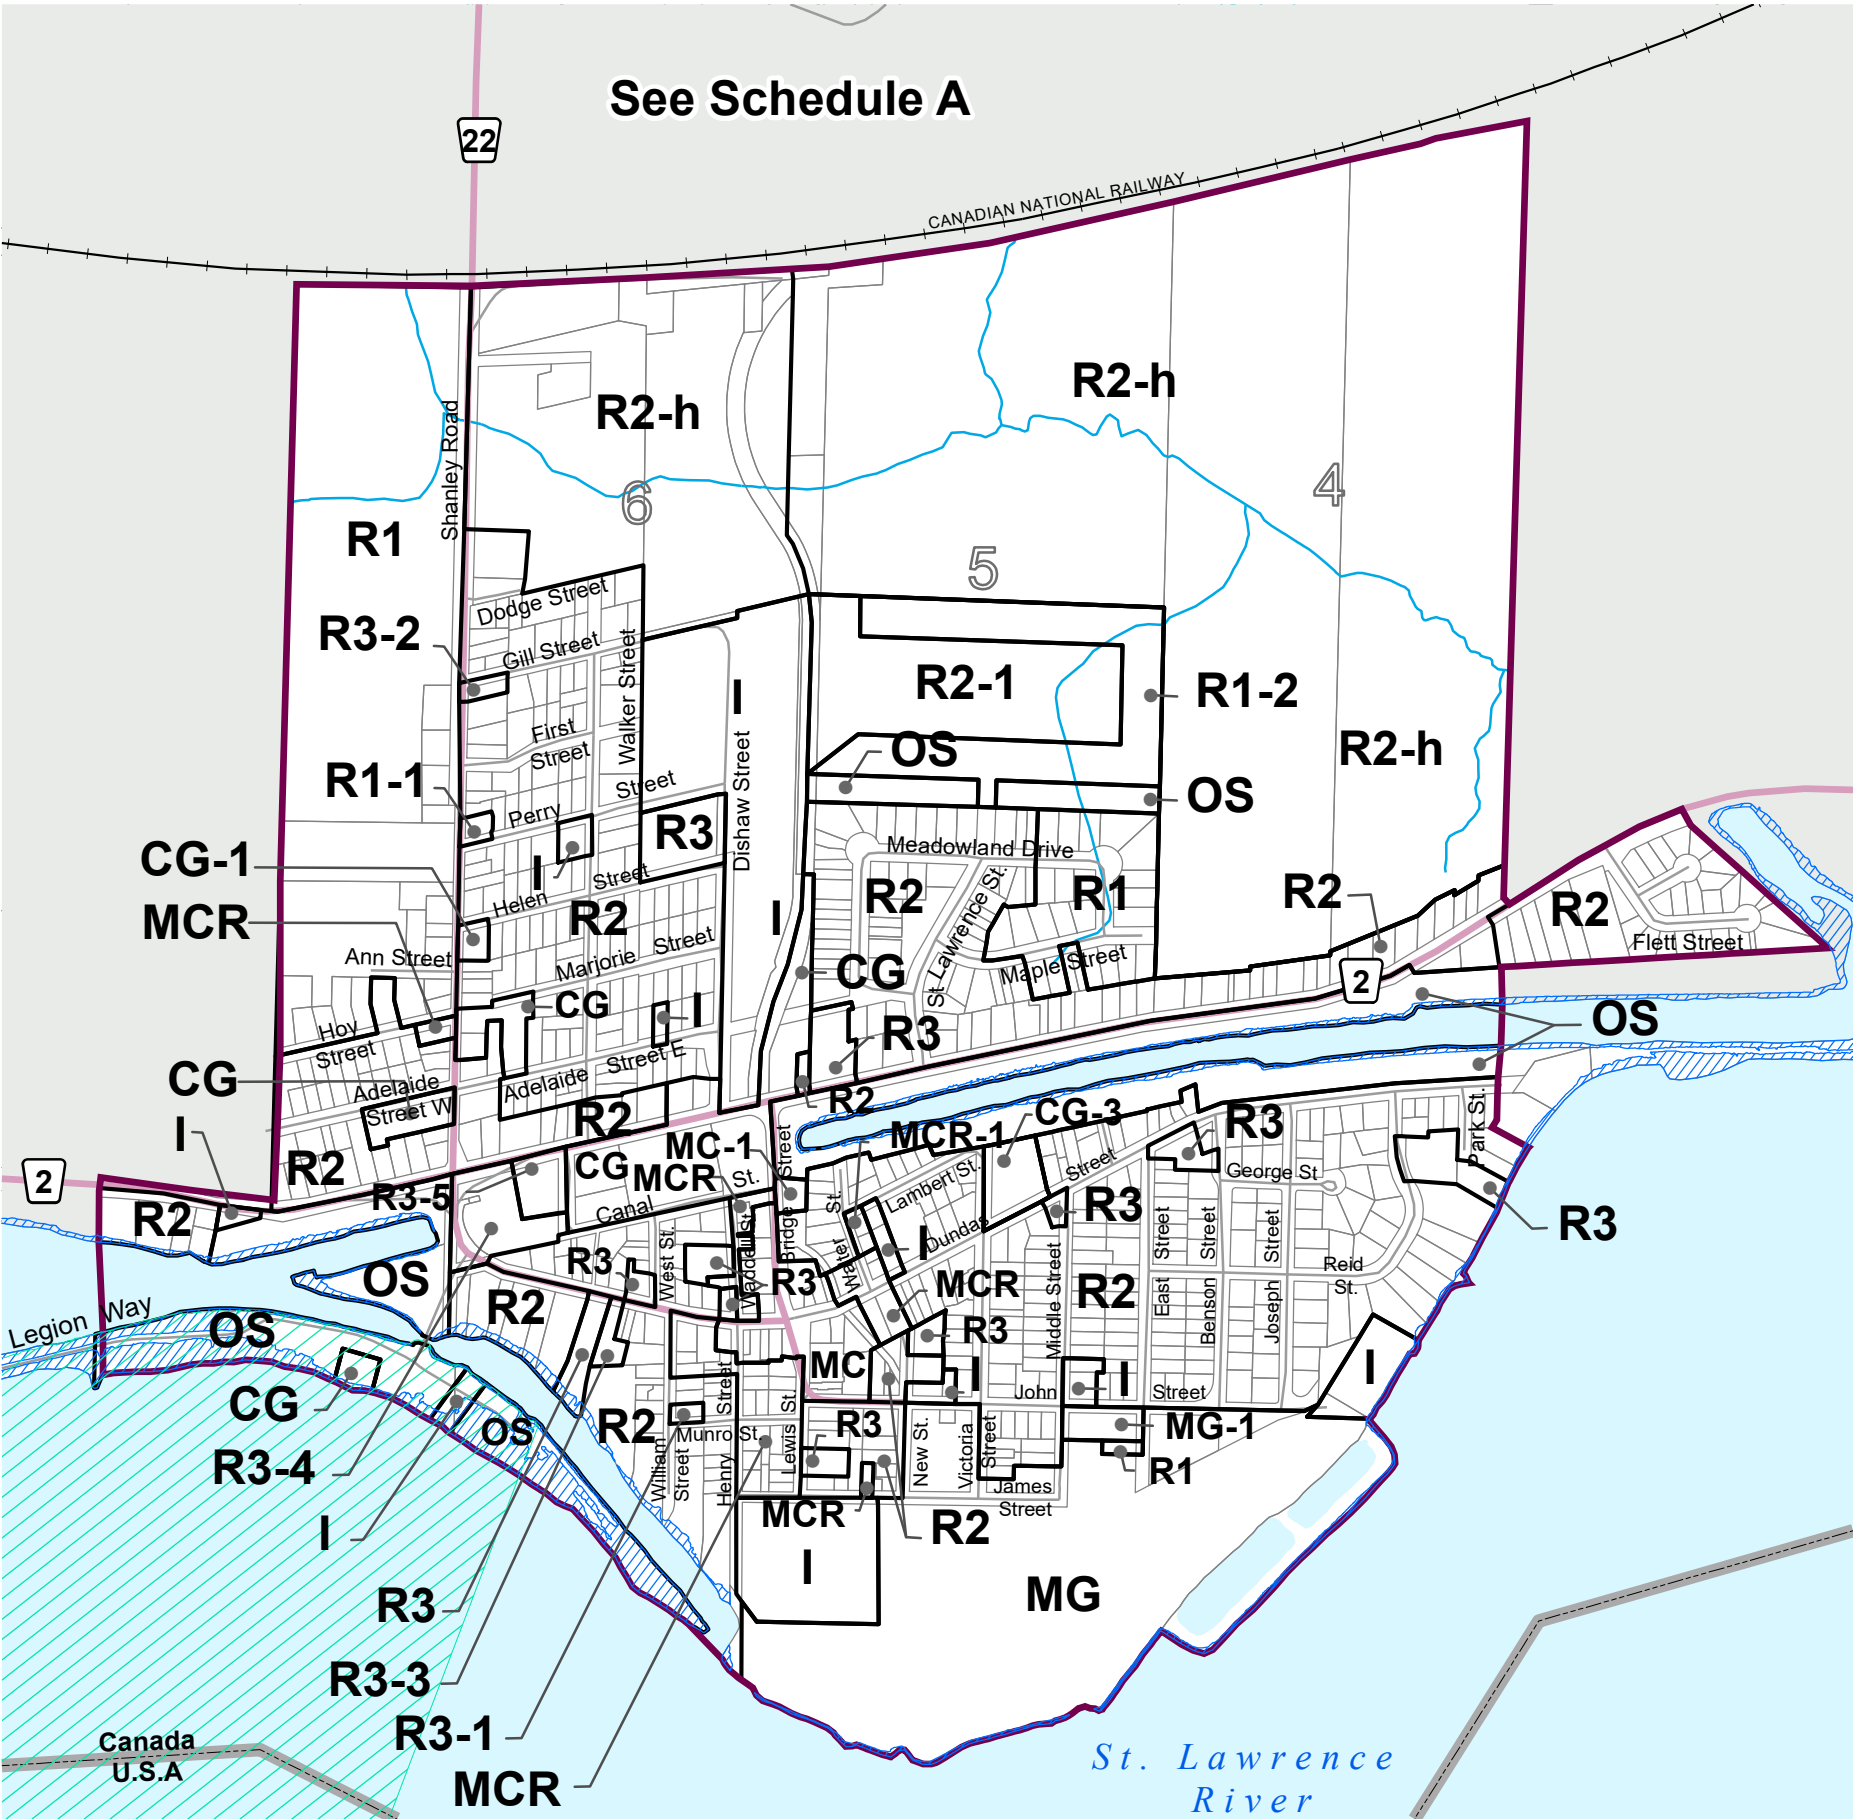 See Schedule A
22
CANADIAN NATIONAL RAILWAY
R2-h
R2-h
Shanley Road
6
4
R1
5
Dodge Street
R3-2
Gill Street
Walker Street
R2-1
R1-2
I
First
Street
OS
R2-h
R1-1
Street
Dishaw Street
OS
Perry
R3
Meadowland Drive
CG-1
I
Street
Helen
R2
R2
St. Lawrence St.
R1
R2
R2
MCR
I
Flett Street
Ann Street
Marjorie Street
CG
Maple Street
2
CG
I
OS
Hoy
Street
R3
Street E
CG
Adelaide
Street W
Adelaide
R2
R2
CG-3
I
MC-1
MCR-1
R3
Park St.
R2
CG
MCR
St.
Street
Lambert St.
Street
George St.
2
R3-5
R2
Canal
Waddell St.
Bridge
Water
St.
I
Dundas
R3
R3
OS
R3
West St.
R3
MCR
R2
Middle Street
East
Street
Benson
Street
Joseph
Street
Reid
St.
Legion Way
OS
R2
R3
MC
I
I
I
CG
John
Street
Street
Lewis St.
R3
MG-1
R2
OS
Munro St.
New St.
Victoria
Street
R3-4
William
Street
Henry
R1
James
Street
MCR
R2
I
I
MG
R3
R3-3
R3-1
Canada
U.S.A
MCR
St. Lawrence
River